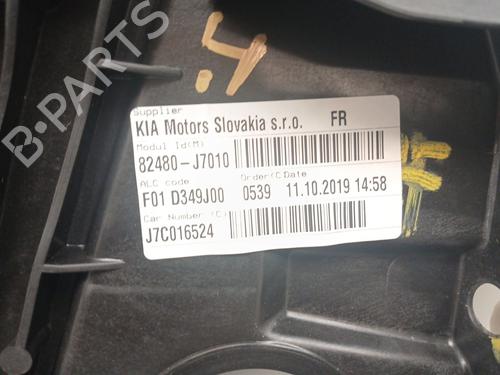 B-PARTS
.4
Supplier
KIA Motors Slovakia s.r.o. FR
Modul Id(M)
82480-J7010
ALC code Order(C) Date
F01 D349J00 0539 11.10.2019 14:58
Car Number (C)
J7C016524